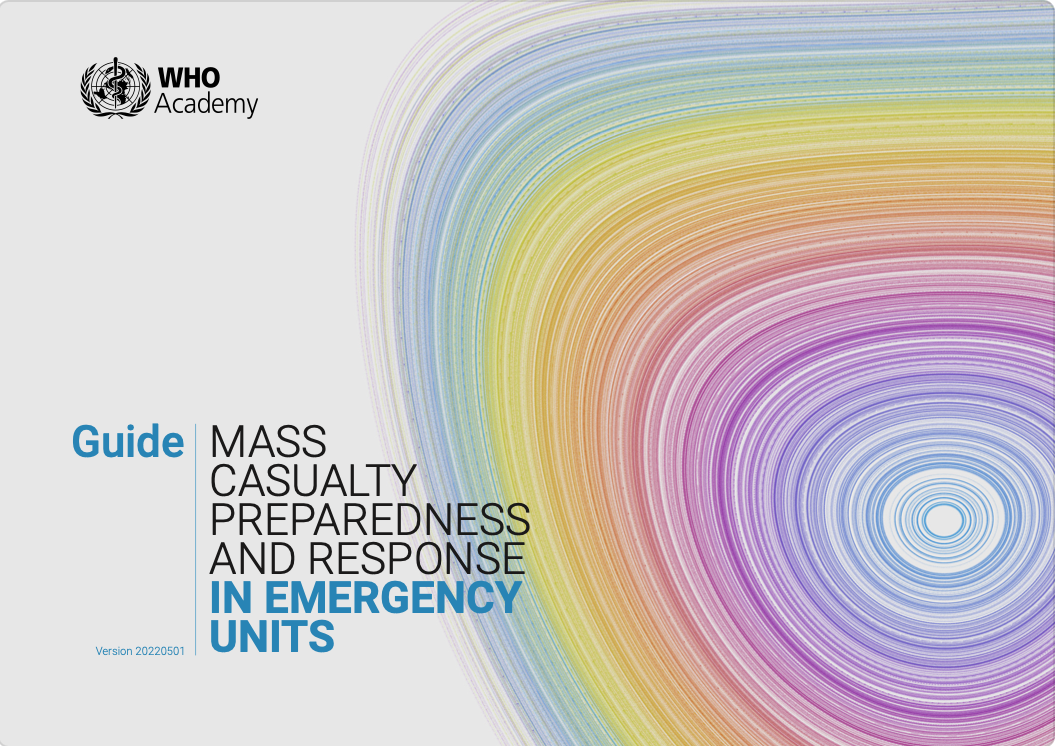 WHO
Academy
Guide
MASS
CASUALTY
PREPAREDNESS
AND RESPONSE
IN EMERGENCY
UNITS
Version 20220501